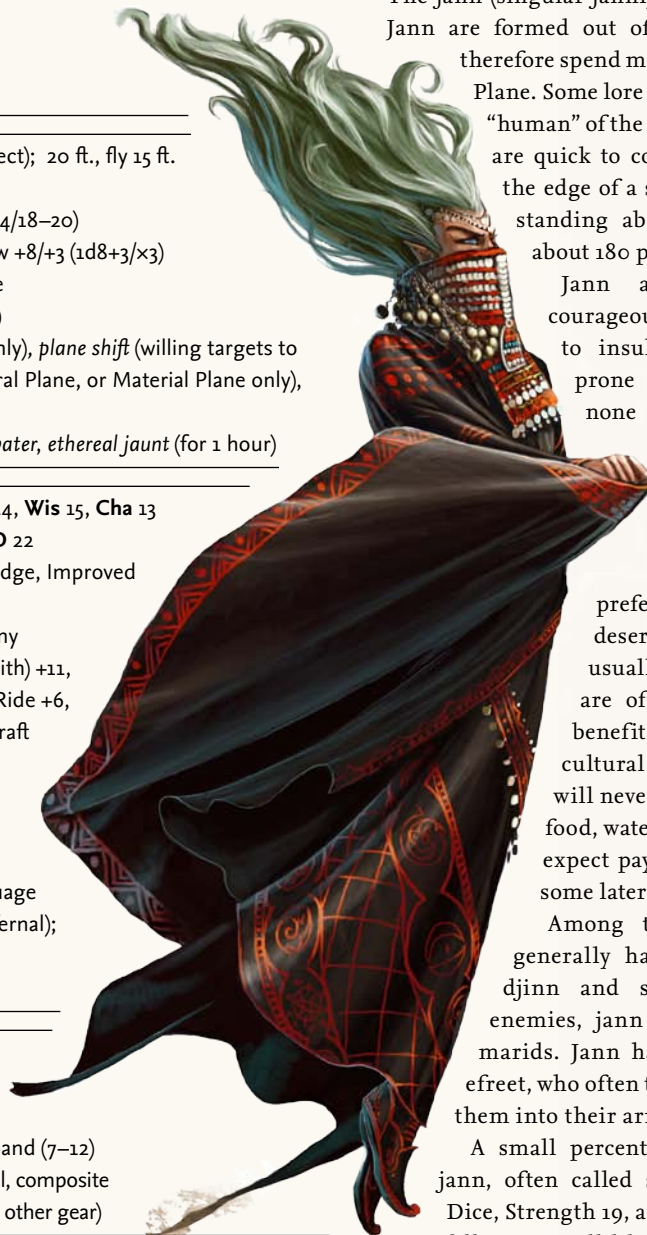 ect); 20 ft., fly 15 ft.
4/18–20)
w +8/+3 (1d8+3/×3)
e
)
nly), plane shift (willing targets to
ral Plane, or Material Plane only),
vater, ethereal jaunt (for 1 hour)
4, Wis 15, Cha 13
D 22
dge, Improved
ny
ith) +11,
Ride +6,
raft
uage
ernal);
and (7–12)
l, composite
other gear)
Jann are formed out of
therefore spend m
Plane. Some lore
“human” of the
are quick to co
the edge of a s
standing ab
about 180 p
Jann a
courageou
to insul
prone
none
prefe
deser
usuall
are of
benefit
cultural
will neve
food, wate
expect pay
some later
Among t
generally ha
djinn and s
enemies, jann
marids. Jann ha
efreet, who often t
them into their arr
A small percent
jann, often called s
Dice, Strength 19, a